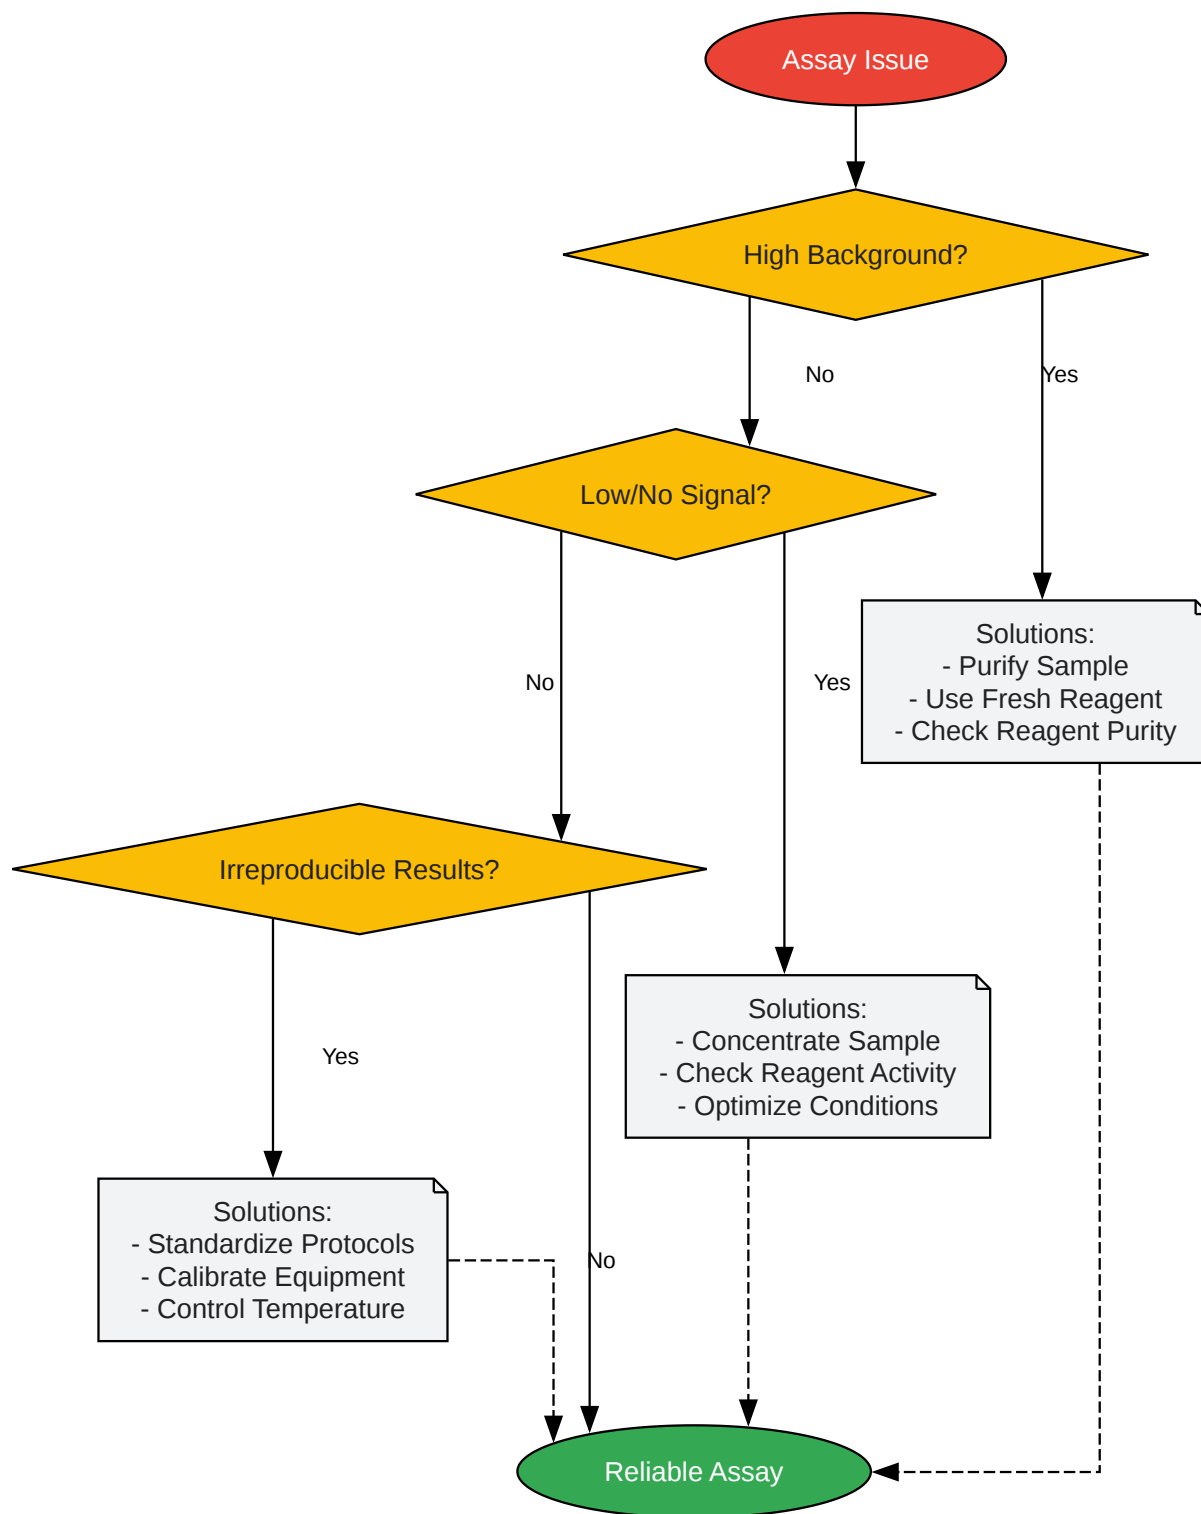 Assay Issue
High Background?
No
Yes
Low/No Signal?
No
Yes
Solutions:
- Purify Sample
- Use Fresh Reagent
- Check Reagent Purity
Irreproducible Results?
Yes
No
Solutions:
- Concentrate Sample
- Check Reagent Activity
- Optimize Conditions
Solutions:
- Standardize Protocols
- Calibrate Equipment
- Control Temperature
Reliable Assay